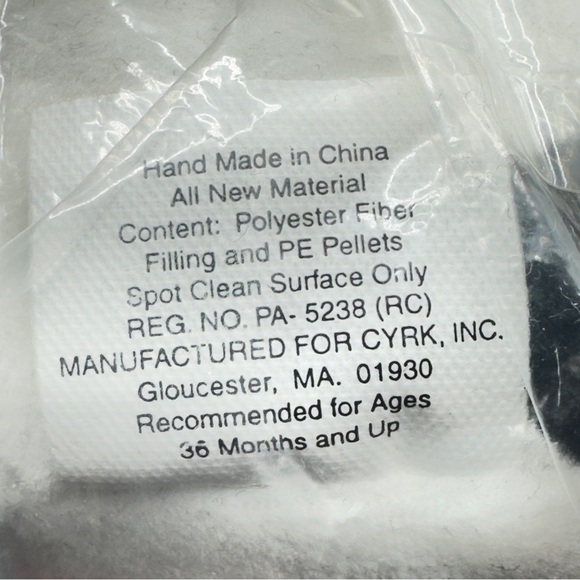 Hand Made in China
All New Material
Content: Polyester Fiber
Filling and PE Pellets
Spot Clean Surface Only
REG. NO. PA- 5238 (RC)
MANUFACTURED FOR CYRK, INC.
Gloucester, MA. 01930
Recommended for Ages
36 Months and Up